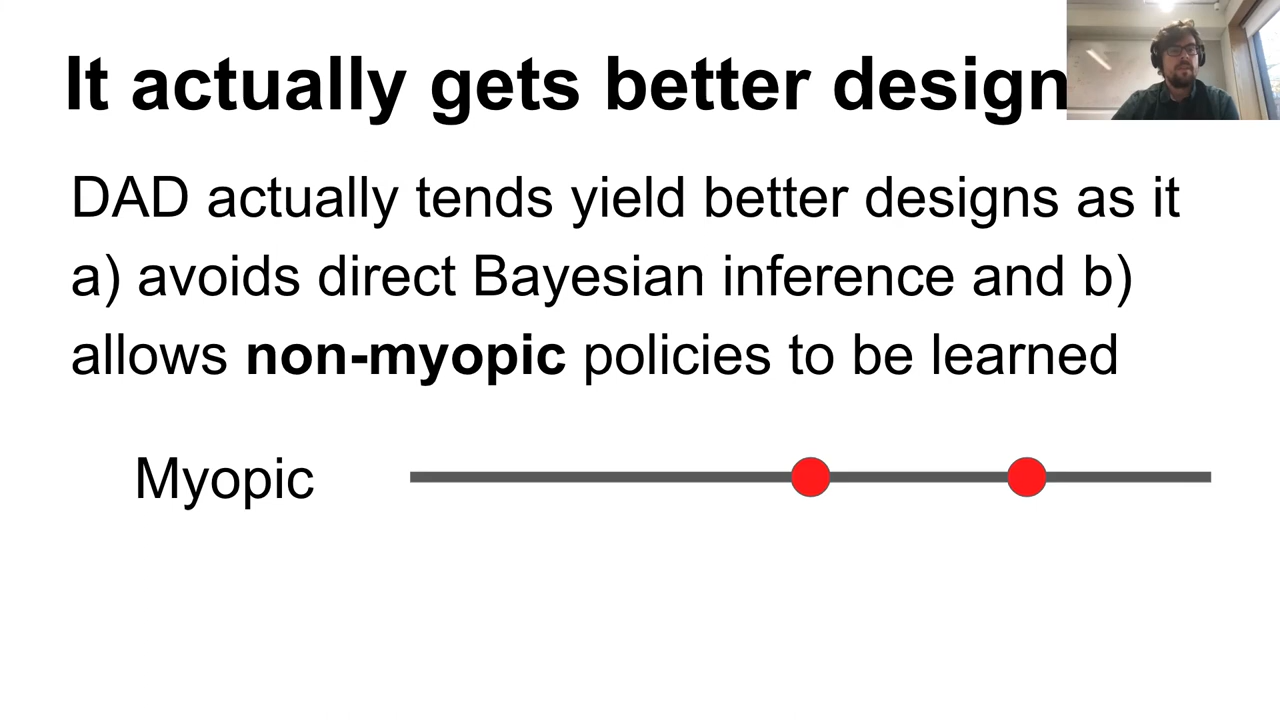 It actually gets better design
DAD actually tends yield better designs as it
a) avoids direct Bayesian inference and b)
allows non-myopic policies to be learned
Myopic